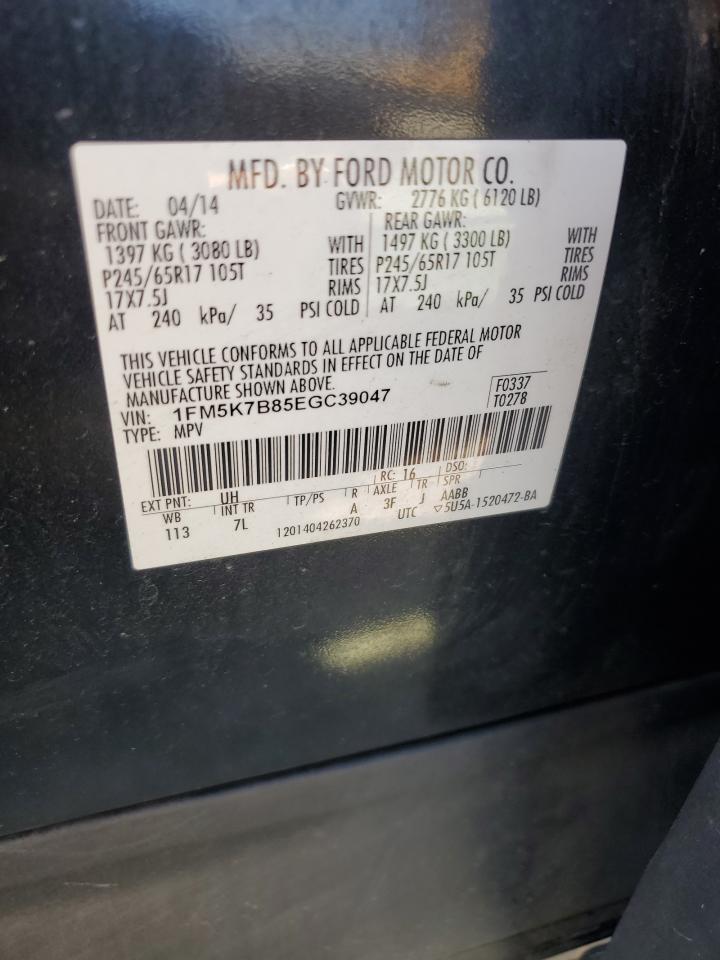 MFD. BY FORD MOTOR CO.
DATE: 04/14 GVWR: 2776 KG ( 6120 LB)
FRONT GAWR: REAR GAWR:
1397 KG ( 3080 LB) WITH 1497 KG ( 3300 LB) WITH
P245/65R17 105T TIRES P245/65R17 105T TIRES
17X7.5J RIMS 17X7.5J RIMS
AT 240 kPa/ 35 PSI COLD AT 240 kPa/ 35 PSI COLD
THIS VEHICLE CONFORMS TO ALL APPLICABLE FEDERAL MOTOR
VEHICLE SAFETY STANDARDS IN EFFECT ON THE DATE OF
MANUFACTURE SHOWN ABOVE. F0337
VIN: 1FM5K7B85EGC39047 T0278
TYPE: MPV
RC: 16 DSO:
EXT PNT: UH
WB INT TR TP/PS R AXLE TR SPR
113 7L A 3F J AABB
1201404262370 UTC ▽5U5A-1520472-BA